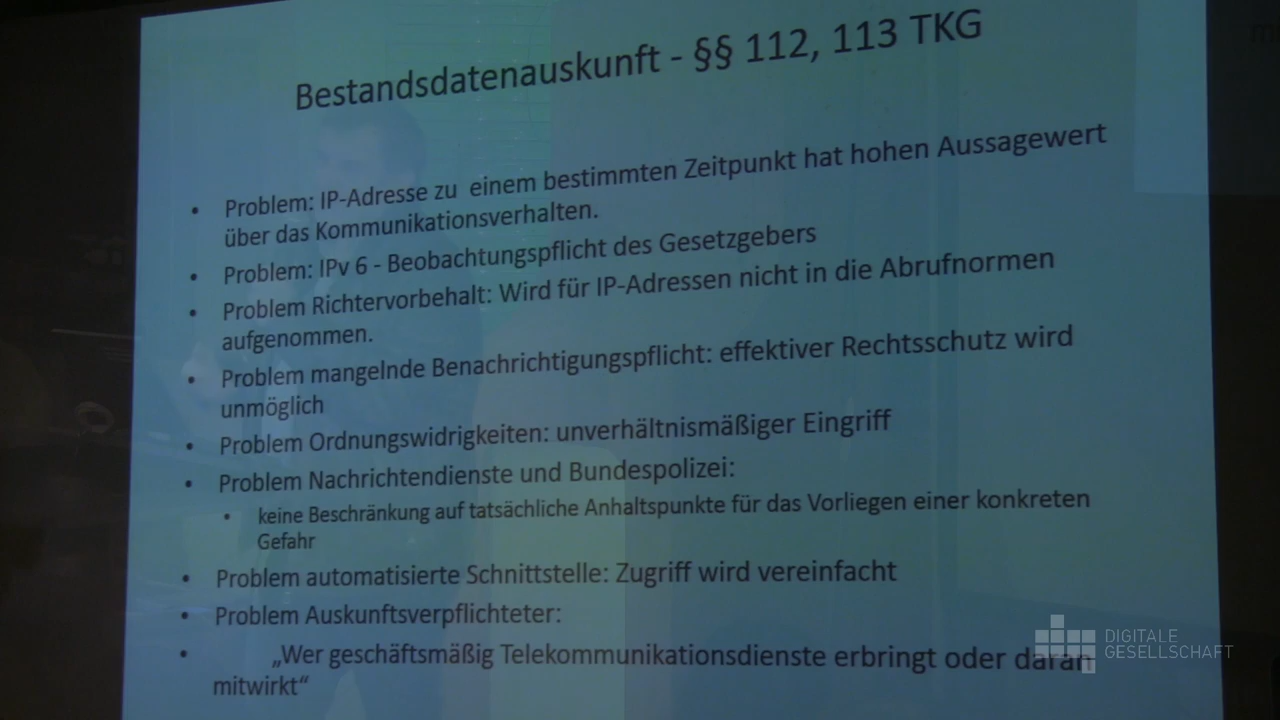 Bestandsdatenauskunft - §§ 112, 113 TKG
• Problem: IP-Adresse zu einem bestimmten Zeitpunkt hat hohen Aussagewert
über das Kommunikationsverhalten.
• Problem: IPv 6 - Beobachtungspflicht des Gesetzgebers
• Problem Richtervorbehalt: Wird für IP-Adressen nicht in die Abrufnormen
aufgenommen.
• Problem mangelnde Benachrichtigungspflicht: effektiver Rechtsschutz wird
unmöglich
• Problem Ordnungswidrigkeiten: unverhältnismäßiger Eingriff
• Problem Nachrichtendienste und Bundespolizei:
• keine Beschränkung auf tatsächliche Anhaltspunkte für das Vorliegen einer konkreten
Gefahr
• Problem automatisierte Schnittstelle: Zugriff wird vereinfacht
• Problem Auskunftsverpflichteter:
• „Wer geschäftsmäßig Telekommunikationsdienste erbringt oder daran
mitwirkt“
DIGITALE
GESELLSCHAFT